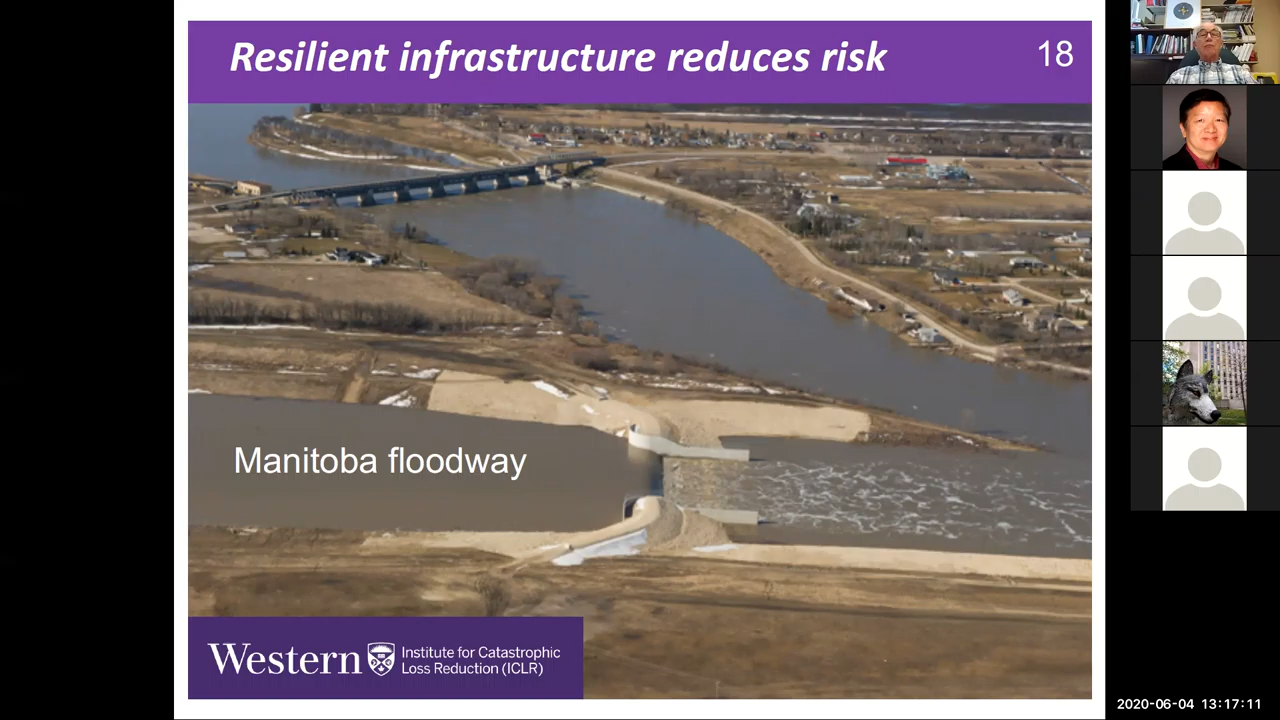 Resilient infrastructure reduces risk
18
Manitoba floodway
Western
Institute for Catastrophic
Loss Reduction (ICLR)
2020-06-04 13:17:11